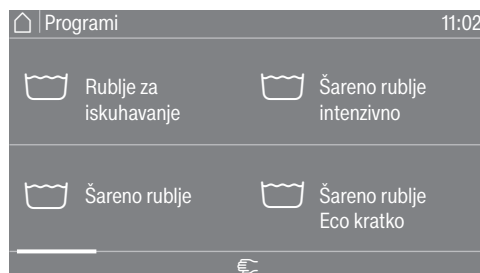 Programi
11:02
Rublje za
iskuhavanje
Šareno rublje
intenzivno
Šareno rublje
Šareno rublje
Eco kratko